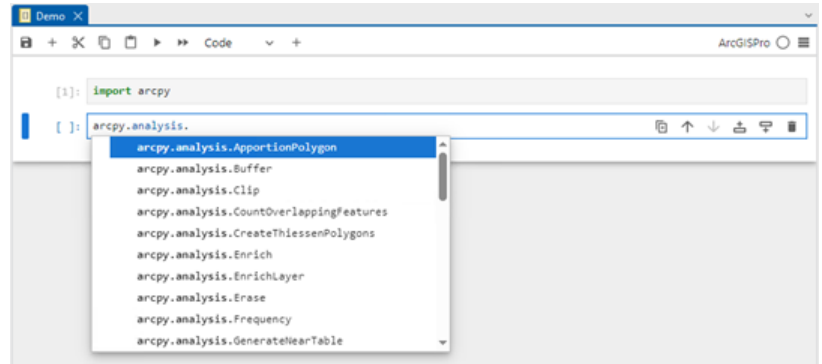 Demo
Code
ArcGISPro
[1]: import arcpy
[ ]: arcpy.analysis.
arcpy.analysis.ApportionPolygon
arcpy.analysis.Buffer
arcpy.analysis.Clip
arcpy.analysis.CountOverlappingFeatures
arcpy.analysis.CreateThiessenPolygons
arcpy.analysis.Enrich
arcpy.analysis.EnrichLayer
arcpy.analysis.Erase
arcpy.analysis.Frequency
arcpy.analysis.GenerateNearTable